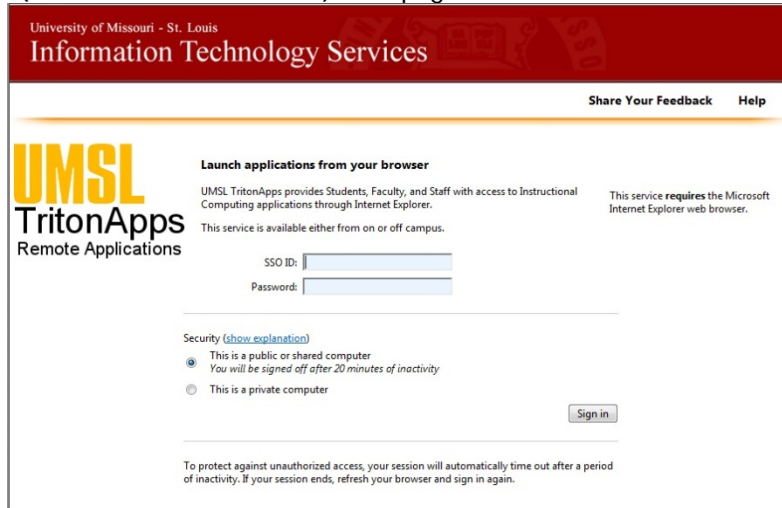 University of Missouri - St. Louis
Information Technology Services
Share Your Feedback Help
UMSL
TritonApps
Remote Applications
Launch applications from your browser
UMSL TritonApps provides Students, Faculty, and Staff with access to Instructional
Computing applications through Internet Explorer.
This service is available either from on or off campus.
This service requires the Microsoft
Internet Explorer web browser.
SSO ID:
Password:
Security (show explanation)
This is a public or shared computer
You will be signed off after 20 minutes of inactivity
This is a private computer
Sign in
To protect against unauthorized access, your session will automatically time out after a period
of inactivity. If your session ends, refresh your browser and sign in again.